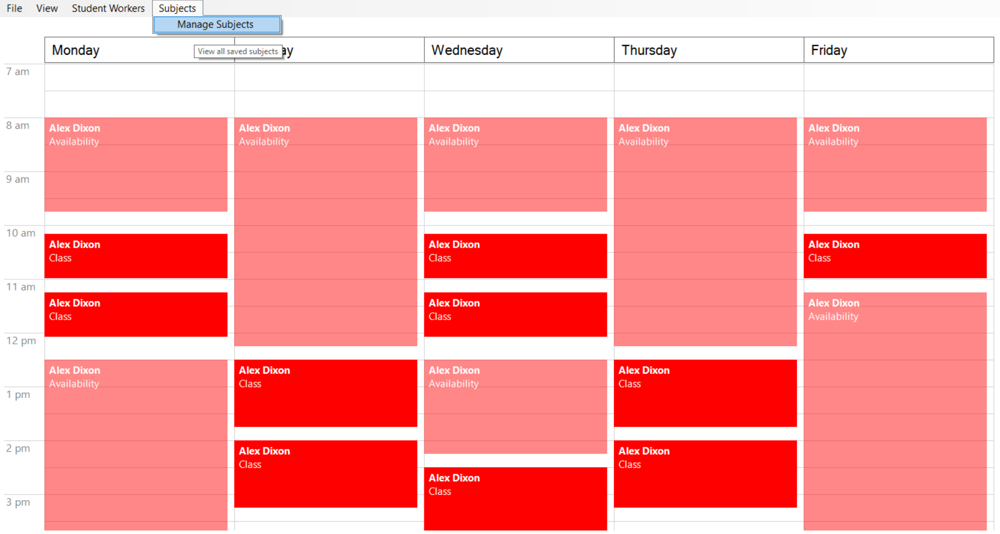 File View Student Workers Subjects
Manage Subjects
View all saved subjects
Monday ay Wednesday Thursday Friday
7 am
8 am
Alex Dixon Alex Dixon Alex Dixon Alex Dixon Alex Dixon
Availability Availability Availability Availability Availability
9 am
10 am
Alex Dixon Alex Dixon Alex Dixon
Class Class Class
11 am
Alex Dixon Alex Dixon Alex Dixon
Class Class Availability
12 pm
Alex Dixon Alex Dixon Alex Dixon Alex Dixon
Availability Class Availability Class
1 pm
2 pm
Alex Dixon Alex Dixon
Class Class
Alex Dixon
Class
3 pm